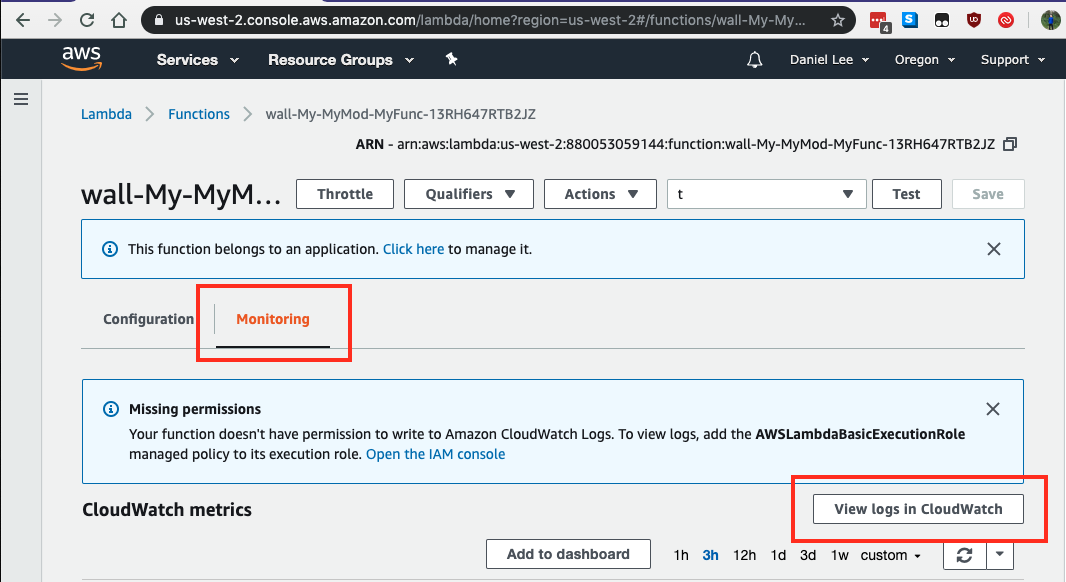 us-west-2.console.aws.amazon.com/lambda/home?region=us-west-2#/functions/wall-My-My...
4
S
UD
aws
Services
Resource Groups
Daniel Lee
Oregon
Support
Lambda
Functions
wall-My-MyMod-MyFunc-13RH647RTB2JZ
ARN - arn:aws:lambda:us-west-2:880053059144:function:wall-My-MyMod-MyFunc-13RH647RTB2JZ
wall-My-MyM...
Throttle
Qualifiers
Actions
t
Test
Save
This function belongs to an application. Click here to manage it.
Configuration
Monitoring
Missing permissions
Your function doesn't have permission to write to Amazon CloudWatch Logs. To view logs, add the AWSLambdaBasicExecutionRole
managed policy to its execution role. Open the IAM console
CloudWatch metrics
View logs in CloudWatch
Add to dashboard
1h 3h 12h 1d 3d 1w custom